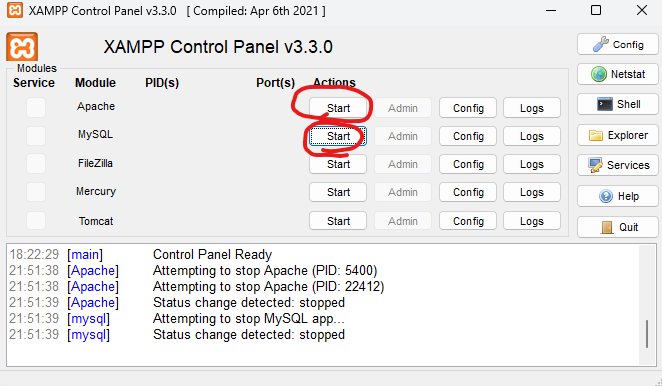 XAMPP Control Panel v3.3.0 [ Compiled: Apr 6th 2021 ]
XAMPP Control Panel v3.3.0
Config
Modules
Service Module PID(s) Port(s) Actions
Netstat
Apache Start Admin Config Logs
Shell
MySQL Start Admin Config Logs
Explorer
FileZilla Start Admin Config Logs
Services
Mercury Start Admin Config Logs
Help
Tomcat Start Admin Config Logs
Quit
18:22:29 [main] Control Panel Ready
21:51:38 [Apache] Attempting to stop Apache (PID: 5400)
21:51:38 [Apache] Attempting to stop Apache (PID: 22412)
21:51:39 [Apache] Status change detected: stopped
21:51:39 [mysql] Attempting to stop MySQL app...
21:51:39 [mysql] Status change detected: stopped